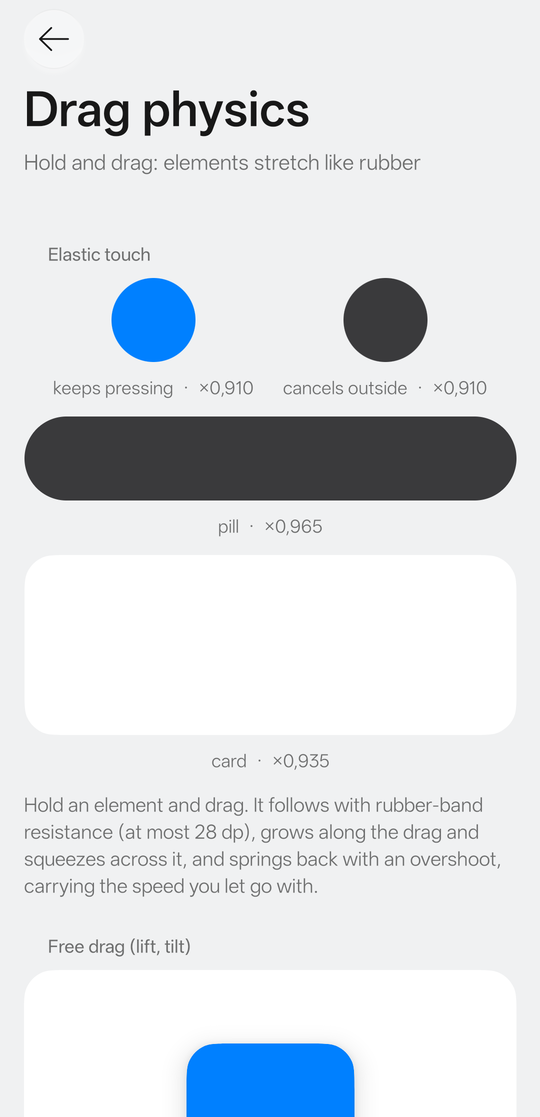 Drag physics
Hold and drag: elements stretch like rubber
Elastic touch
keeps pressing · ×0,910
cancels outside · ×0,910
pill · ×0,965
card · ×0,935
Hold an element and drag. It follows with rubber-band
resistance (at most 28 dp), grows along the drag and
squeezes across it, and springs back with an overshoot,
carrying the speed you let go with.
Free drag (lift, tilt)